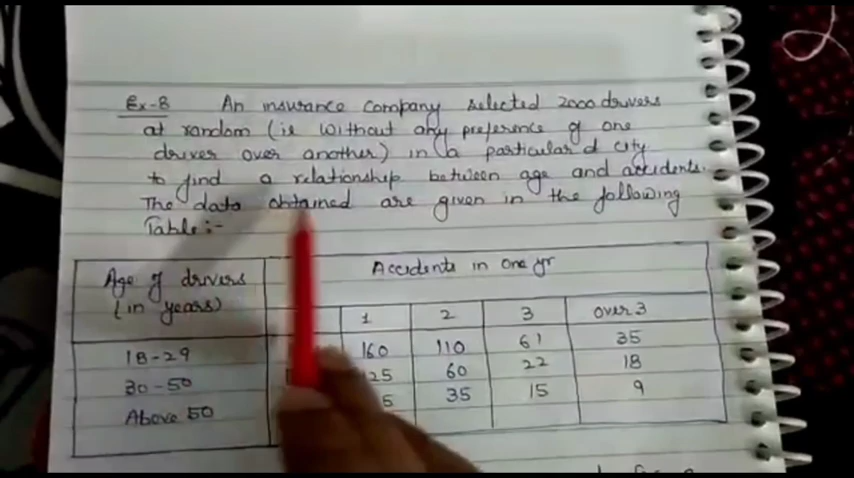 Ex-8 An insurance company selected 2000 drivers
at random (ie without any preference of one
driver over another) in a particular d city
to find a relationship between age and accidents.
The data obtained are given in the following
Table:-
Age of drivers
(in years)
Accidents in one yr
1 2 3 over 3
18-29 160 110 61 35
30-50 125 60 22 18
Above 50 5 35 15 9